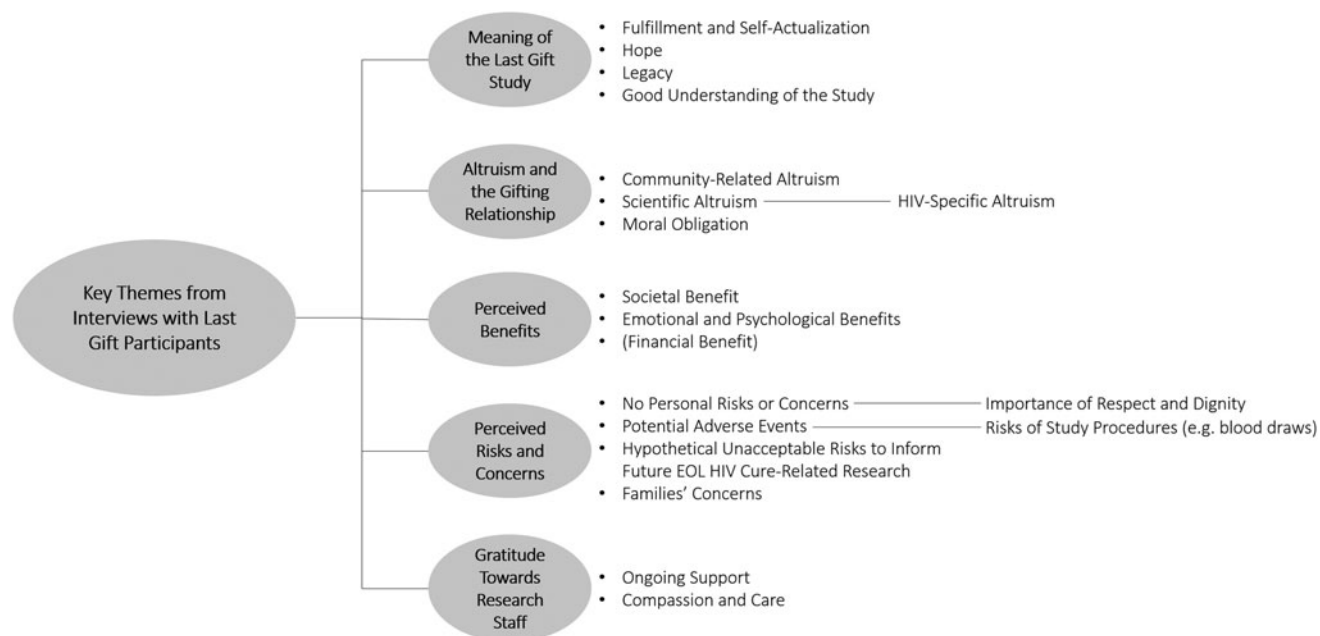 Key Themes from
Interviews with Last
Gift Participants
Meaning of
the Last Gift
Study
• Fulfillment and Self-Actualization
• Hope
• Legacy
• Good Understanding of the Study
Altruism and
the Gifting
Relationship
• Community-Related Altruism
• Scientific Altruism
HIV-Specific Altruism
• Moral Obligation
Perceived
Benefits
• Societal Benefit
• Emotional and Psychological Benefits
• (Financial Benefit)
Perceived
Risks and
Concerns
• No Personal Risks or Concerns
Importance of Respect and Dignity
• Potential Adverse Events
Risks of Study Procedures (e.g. blood draws)
• Hypothetical Unacceptable Risks to Inform
Future EOL HIV Cure-Related Research
• Families’ Concerns
Gratitude
Towards
Research
Staff
• Ongoing Support
• Compassion and Care